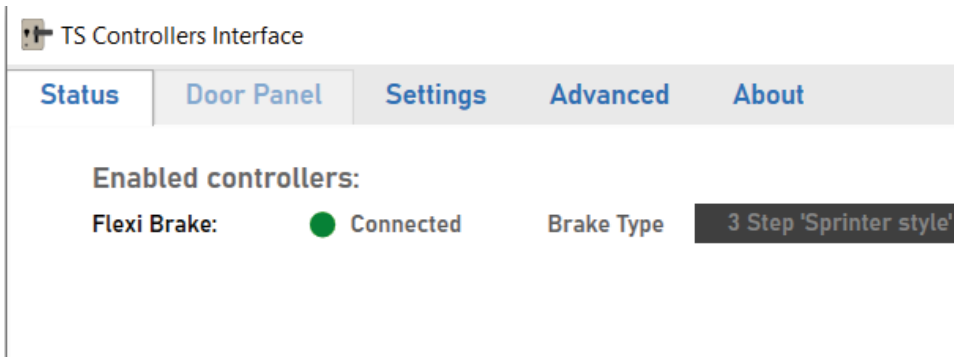 TS Controllers Interface
Status Door Panel Settings Advanced About
Enabled controllers:
Flexi Brake: Connected Brake Type 3 Step 'Sprinter style'